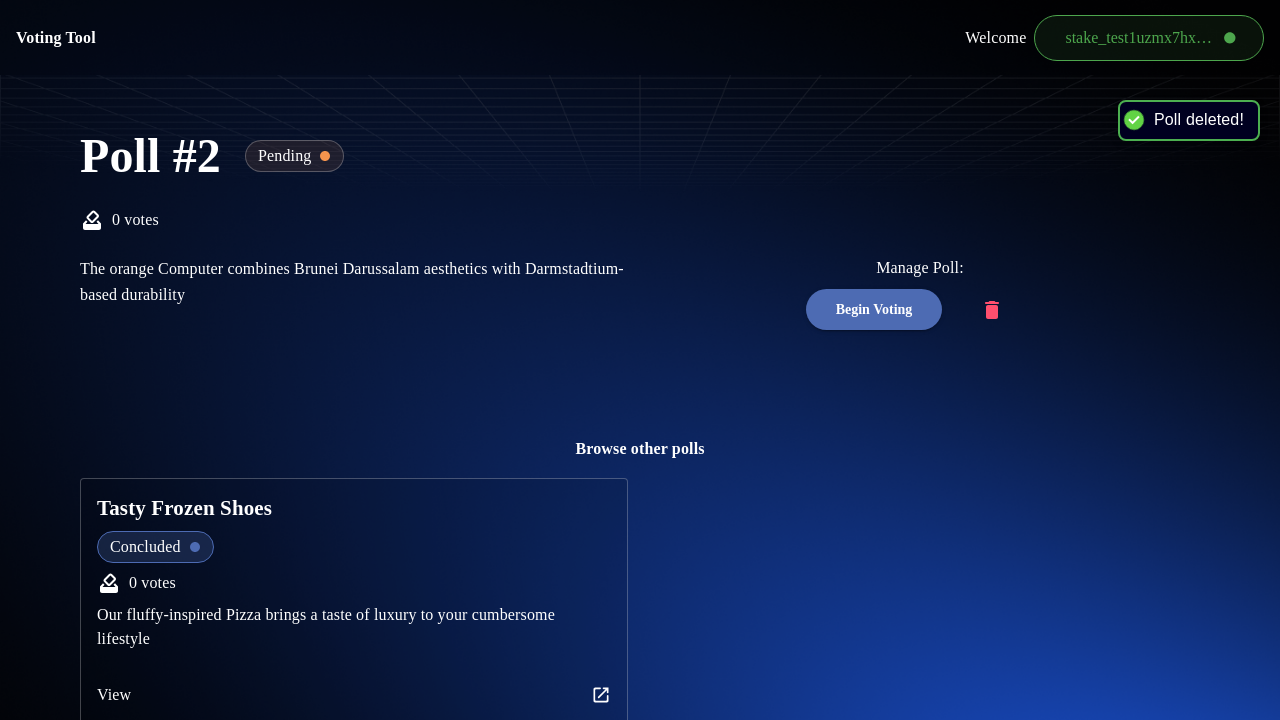 Voting Tool
Welcome
stake_test1uzmx7hx…
Poll deleted!
Poll #2
Pending
0 votes
The orange Computer combines Brunei Darussalam aesthetics with Darmstadtium-
based durability
Manage Poll:
Begin Voting
Browse other polls
Tasty Frozen Shoes
Concluded
0 votes
Our fluffy-inspired Pizza brings a taste of luxury to your cumbersome
lifestyle
View